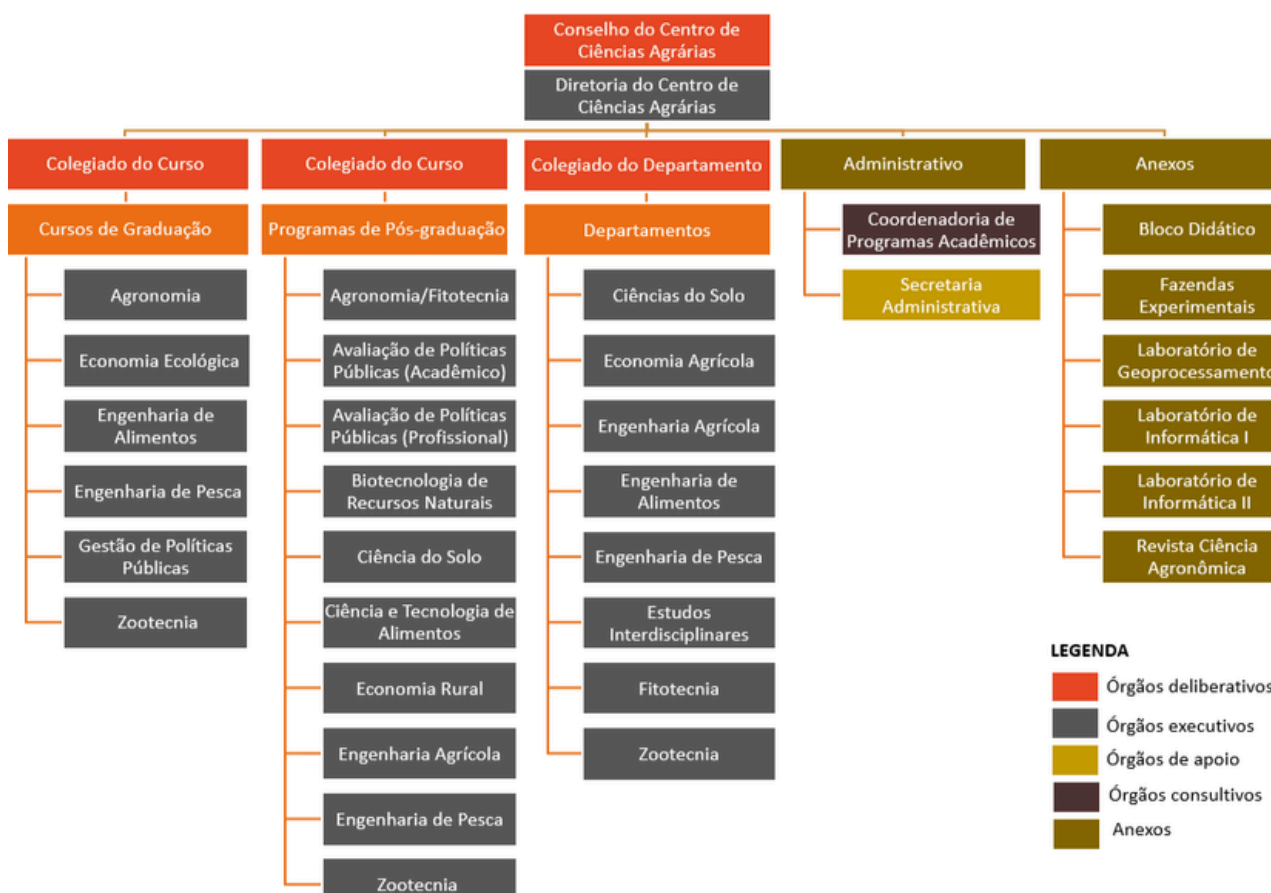 Conselho do Centro de
Ciências Agrárias
Diretoria do Centro de
Ciências Agrárias
Colegiado do Curso
Cursos de Graduação
Agronomia
Economia Ecológica
Engenharia de
Alimentos
Engenharia de Pesca
Gestão de Políticas
Públicas
Zootecnia
Colegiado do Curso
Programas de Pós-graduação
Agronomia/Fitotecnia
Avaliação de Políticas
Públicas (Acadêmico)
Avaliação de Políticas
Públicas (Profissional)
Biotecnologia de
Recursos Naturais
Ciência do Solo
Ciência e Tecnologia de
Alimentos
Economia Rural
Engenharia Agrícola
Engenharia de Pesca
Zootecnia
Colegiado do Departamento
Departamentos
Ciências do Solo
Economia Agrícola
Engenharia Agrícola
Engenharia de
Alimentos
Engenharia de Pesca
Estudos
Interdisciplinares
Fitotecnia
Zootecnia
Administrativo
Coordenadoria de
Programas Acadêmicos
Secretaria
Administrativa
Anexos
Bloco Didático
Fazendas
Experimentais
Laboratório de
Geoprocessamento
Laboratório de
Informática I
Laboratório de
Informática II
Revista Ciência
Agronômica
LEGENDA
Órgãos deliberativos
Órgãos executivos
Órgãos de apoio
Órgãos consultivos
Anexos